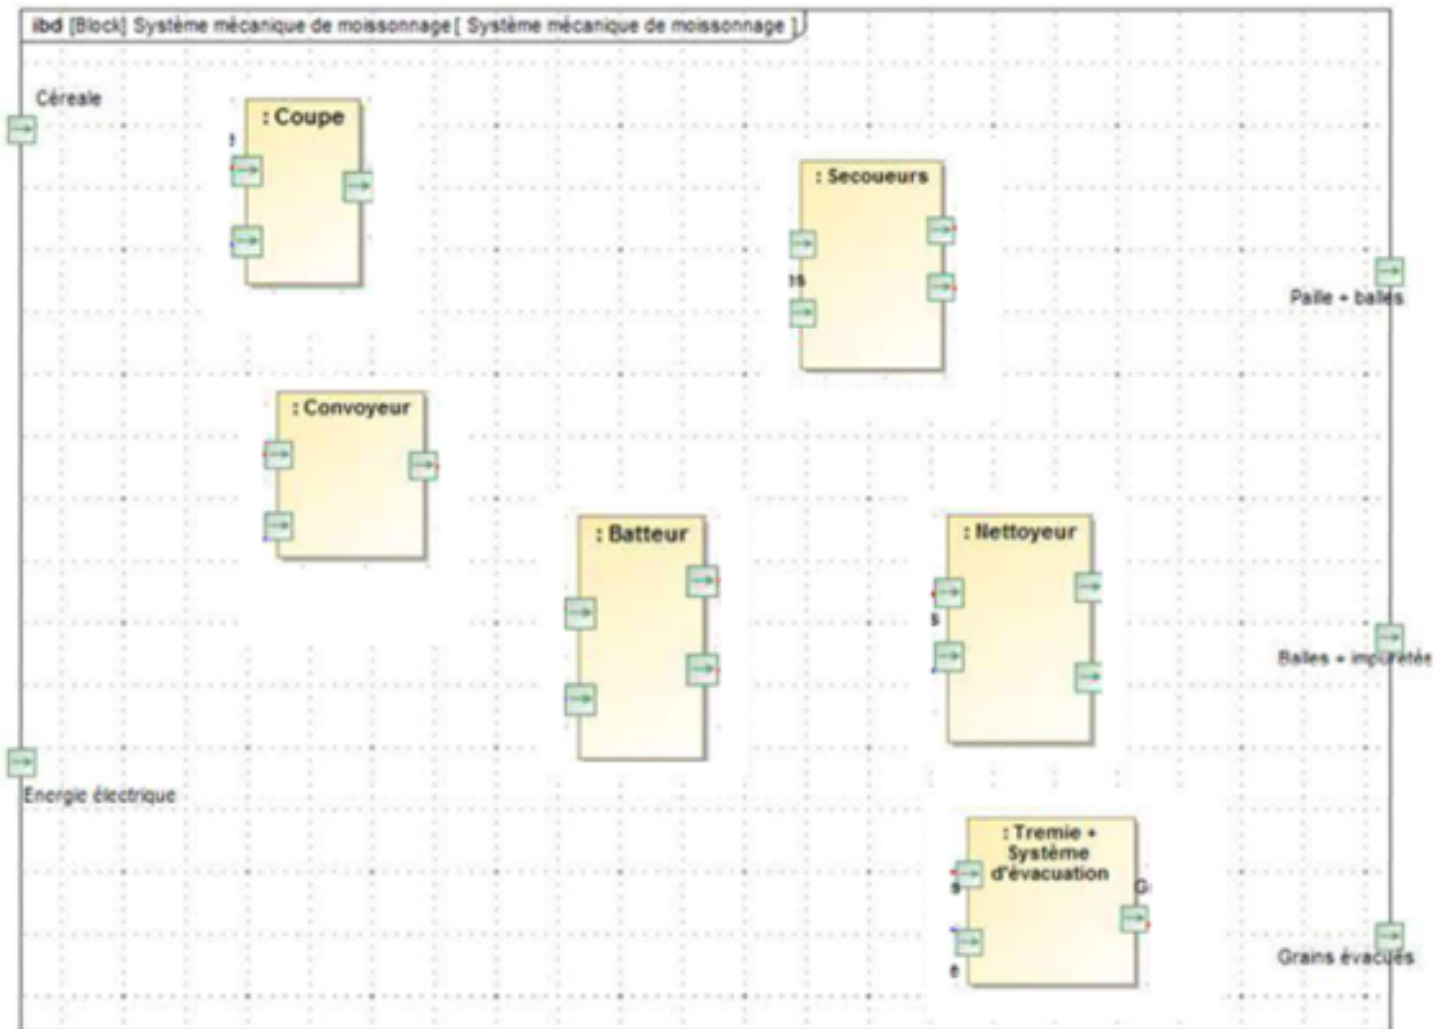 ibd [Block] Système mécanique de moissonnage [ Système mécanique de moissonnage ]
Céreale
: Coupe
: Secoueurs
es
Paille + balles
: Convoyeur
: Batteur
: Nettoyeur
s
Balles + impuretés
Energie électrique
: Tremie +
Système
d'évacuation
s
G
Grains évacués
e